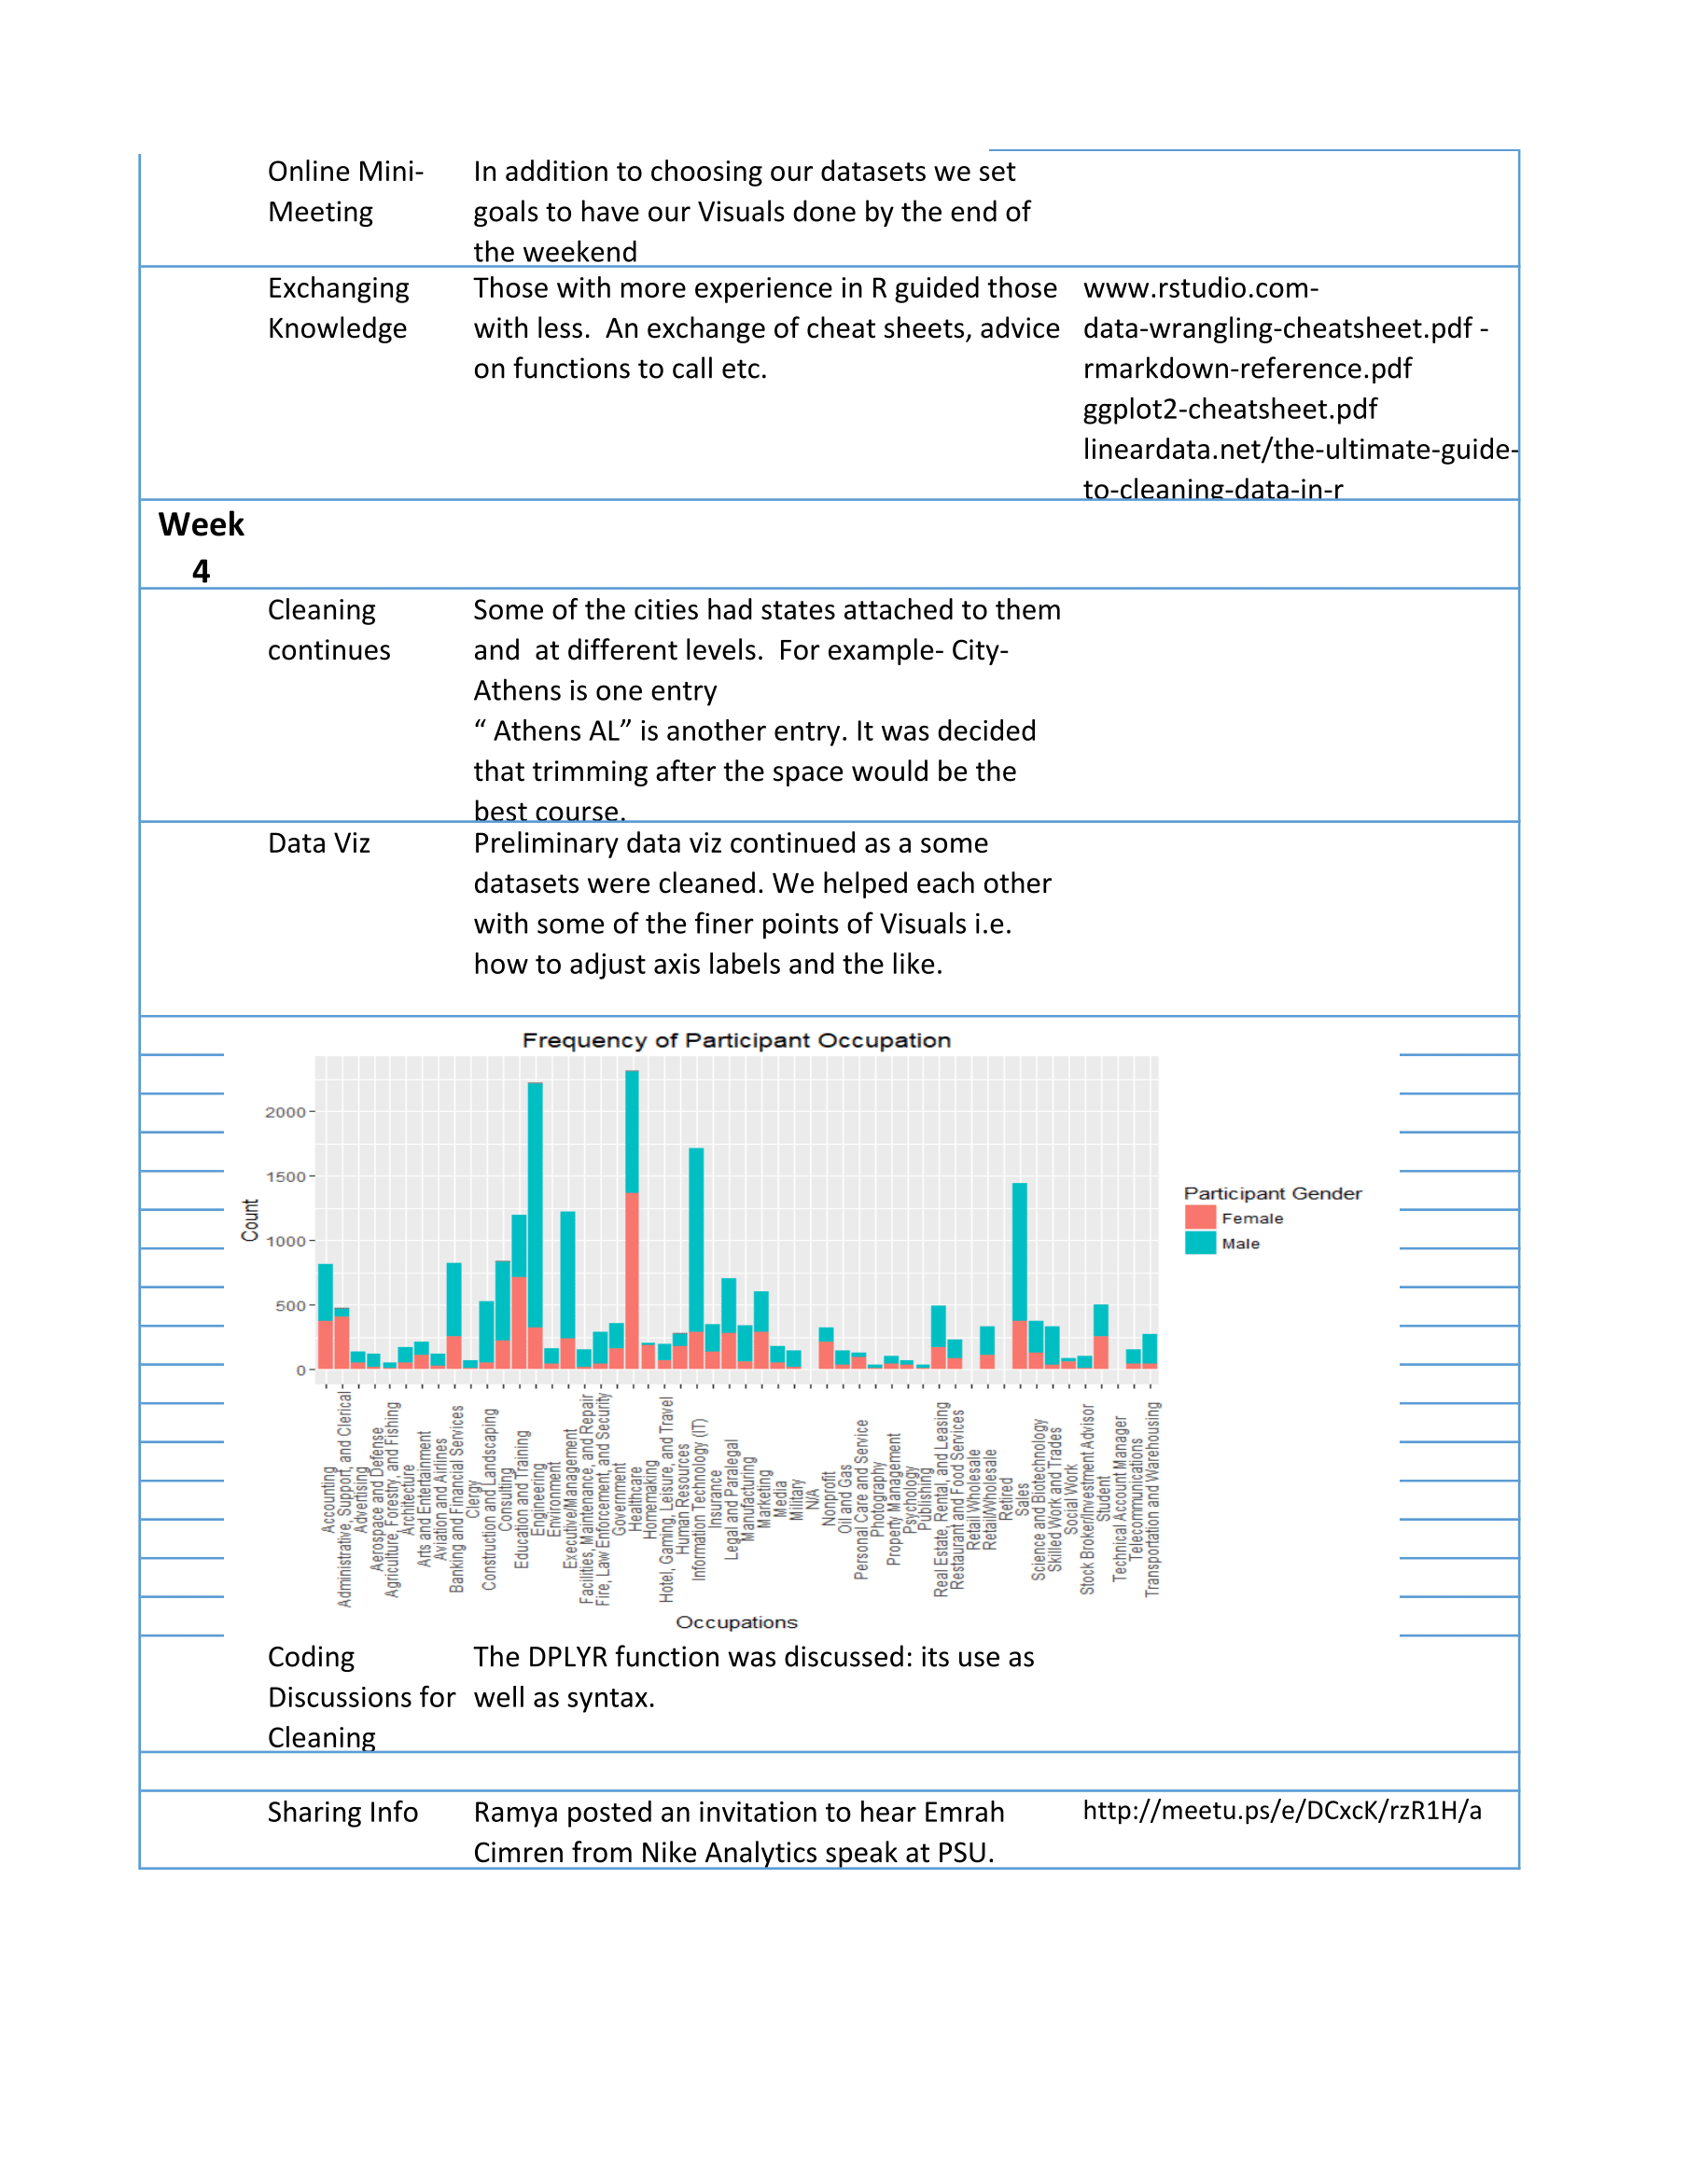 Online Mini-
Meeting
In addition to choosing our datasets we set
goals to have our Visuals done by the end of
the weekend
Exchanging
Knowledge
Those with more experience in R guided those
with less.  An exchange of cheat sheets, advice
on functions to call etc.
www.rstudio.com-
data-wrangling-cheatsheet.pdf -
rmarkdown-reference.pdf
ggplot2-cheatsheet.pdf
lineardata.net/the-ultimate-guide-
to-cleaning-data-in-r
Week
4
Cleaning
continues
Some of the cities had states attached to them
and  at different levels.  For example- City-
Athens is one entry
“ Athens AL” is another entry. It was decided
that trimming after the space would be the
best course.
Data Viz
Preliminary data viz continued as a some
datasets were cleaned. We helped each other
with some of the finer points of Visuals i.e.
how to adjust axis labels and the like.
Frequency of Participant Occupation
Count
2000
1500
1000
500
0
Participant Gender
Female
Male
Accounting
Administrative, Support, and Clerical
Advertising
Aerospace and Defense
Agriculture, Forestry, and Fishing
Architecture
Arts and Entertainment
Aviation and Airlines
Banking and Financial Services
Clergy
Construction and Landscaping
Consulting
Education and Training
Engineering
Environment
Executive/Management
Facilities, Maintenance, and Repair
Fire, Law Enforcement, and Security
Government
Healthcare
Homemaking
Hotel, Gaming, Leisure, and Travel
Human Resources
Information Technology (IT)
Insurance
Legal and Paralegal
Manufacturing
Marketing
Media
Military
N/A
Nonprofit
Oil and Gas
Personal Care and Service
Photography
Property Management
Psychology
Publishing
Real Estate, Rental, and Leasing
Restaurant and Food Services
Retail Wholesale
Retail/Wholesale
Retired
Sales
Science and Biotechnology
Skilled Work and Trades
Social Work
Stock Broker/Investment Advisor
Student
Technical Account Manager
Telecommunications
Transportation and Warehousing
Occupations
Coding
Discussions for
Cleaning
The DPLYR function was discussed: its use as
well as syntax.
Sharing Info
Ramya posted an invitation to hear Emrah
Cimren from Nike Analytics speak at PSU.
http://meetu.ps/e/DCxcK/rzR1H/a